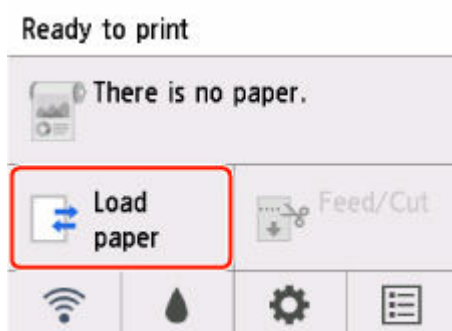 Ready to print
There is no paper.
Load
paper
Feed/Cut